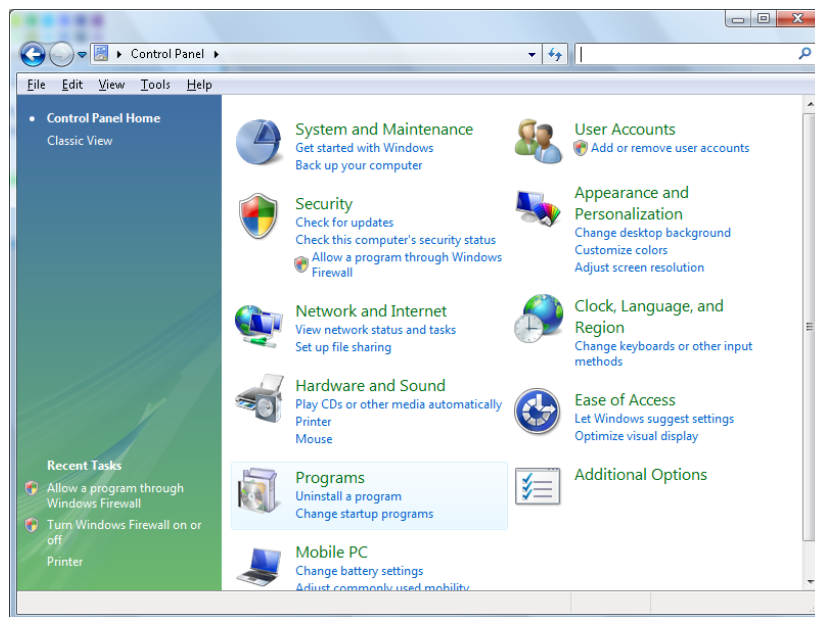 Control Panel
File Edit View Tools Help
Control Panel Home
Classic View
Recent Tasks
Allow a program through
Windows Firewall
Turn Windows Firewall on or
off
Printer
System and Maintenance
Get started with Windows
Back up your computer
Security
Check for updates
Check this computer's security status
Allow a program through Windows
Firewall
Network and Internet
View network status and tasks
Set up file sharing
Hardware and Sound
Play CDs or other media automatically
Printer
Mouse
Programs
Uninstall a program
Change startup programs
Mobile PC
Change battery settings
Adjust commonly used mobility
User Accounts
Add or remove user accounts
Appearance and
Personalization
Change desktop background
Customize colors
Adjust screen resolution
Clock, Language, and
Region
Change keyboards or other input
methods
Ease of Access
Let Windows suggest settings
Optimize visual display
Additional Options